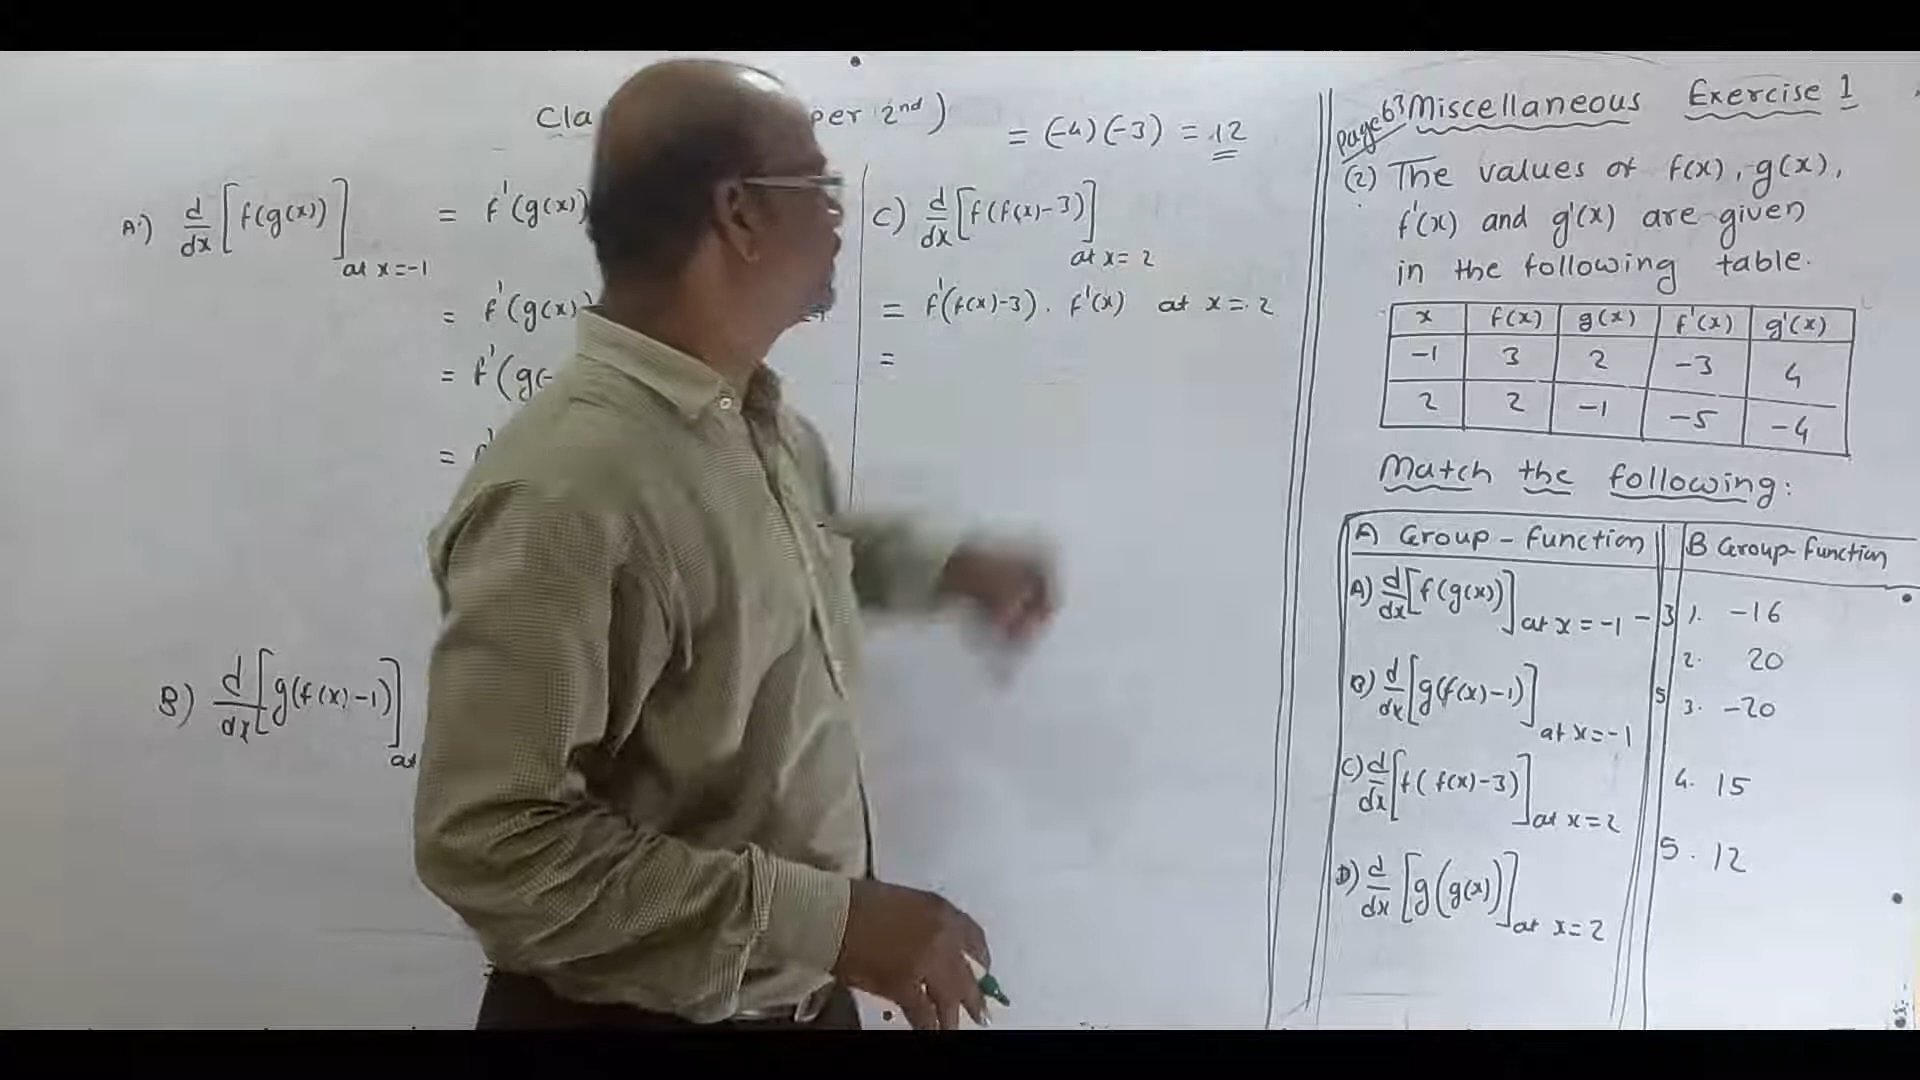 per 2nd)
= (-4)(-3) = 12
A) d/dx [f(g(x))] at x=-1 = f'(g(x))
= f'(g(x))
= f'(g(-
=
B) d/dx [g(f(x)-1)] at
C) d/dx [f(f(x)-3)] at x=2
= f'(f(x)-3). f'(x) at x=2
=
Page 63 Miscellaneous Exercise 1
(2) The values of f(x), g(x),
f'(x) and g'(x) are given
in the following table.
x f(x) g(x) f'(x) g'(x)
-1 3 2 -3 4
2 2 -1 -5 -4
Match the following:
A Group - Function B Group-Function
A) d/dx [f(g(x))] at x=-1 - 3 1. -16
2. 20
B) d/dx [g(f(x)-1)] at x=-1 5 3. -20
C) d/dx [f(f(x)-3)] at x=2 4. 15
D) d/dx [g(g(x))] at x=2 5. 12